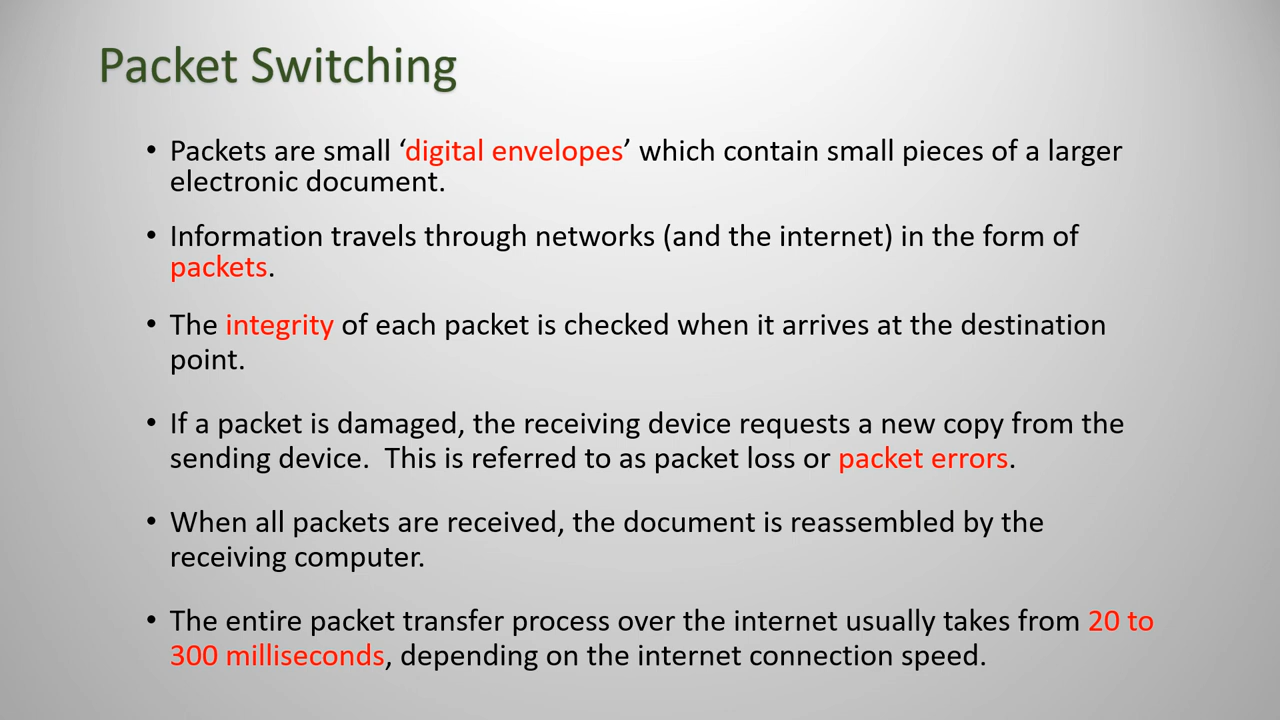 Packet Switching
• Packets are small ‘digital envelopes’ which contain small pieces of a larger
electronic document.
• Information travels through networks (and the internet) in the form of
packets.
• The integrity of each packet is checked when it arrives at the destination
point.
• If a packet is damaged, the receiving device requests a new copy from the
sending device.  This is referred to as packet loss or packet errors.
• When all packets are received, the document is reassembled by the
receiving computer.
• The entire packet transfer process over the internet usually takes from 20 to
300 milliseconds, depending on the internet connection speed.